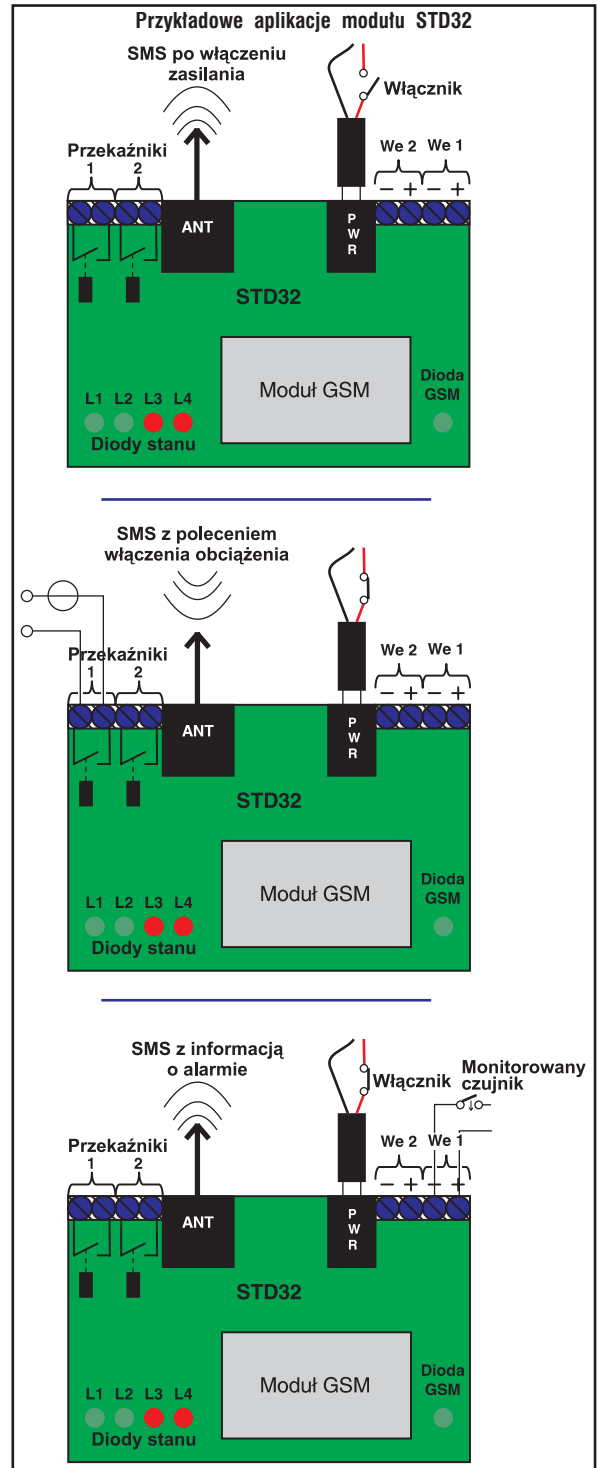 Przykładowe aplikacje modułu STD32
SMS po włączeniu
zasilania
Włącznik
Przekaźniki
1 2
We 2 We 1
– + – +
ANT
P
W
R
STD32
Moduł GSM
Dioda
GSM
L1 L2 L3 L4
Diody stanu
SMS z poleceniem
włączenia obciążenia
Przekaźniki
1 2
We 2 We 1
– + – +
ANT
P
W
R
STD32
Moduł GSM
Dioda
GSM
L1 L2 L3 L4
Diody stanu
SMS z informacją
o alarmie
Włącznik
Monitorowany
czujnik
Przekaźniki
1 2
We 2 We 1
– + – +
ANT
P
W
R
STD32
Moduł GSM
Dioda
GSM
L1 L2 L3 L4
Diody stanu